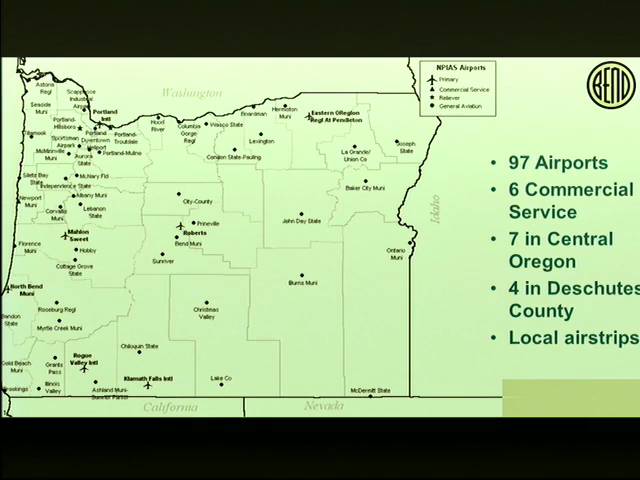 NPIAS Airports
Primary
Commercial Service
Reliever
General Aviation
BEND
Washington
Idaho
California
Nevada
Astoria
Regl
Seaside
Muni
Scappoose
Industrial
Airpark
Portland
Intl
Portland-
Hillsboro
Portland
Downtown
Heliport
Portland-
Troutdale
Sportsman
Airpark
McMinnville
Muni
Aurora
State
Portland-Mulino
Hood
River
Columbia
Gorge
Regl
Wasco State
Boardman
Hermiston
Muni
Eastern ORegion
Regl At Pendleton
Lexington
Condon State-Pauling
La Grande/
Union Co
Joseph
State
Siletz Bay
State
McNary Fld
Independence State
Albany Muni
Newport
Muni
Corvallis
Muni
Lebanon
State
City-County
Baker City Muni
John Day State
Mahlon
Sweet
Hobby
Roberts
Prineville
Bend Muni
Sunriver
Florence
Muni
Cottage Grove
State
Ontario
Muni
Burns Muni
North Bend
Muni
Bandon
State
Roseburg Regl
Myrtle Creek Muni
Christmas
Valley
Chiloquin State
Gold Beach
Muni
Grants
Pass
Rogue
Valley Intl
Klamath Falls Intl
Lake Co
Brookings
Illinois
Valley
Ashland Muni-
Sumner Parker
McDermitt State
• 97 Airports
• 6 Commercial
Service
• 7 in Central
Oregon
• 4 in Deschutes
County
• Local airstrips